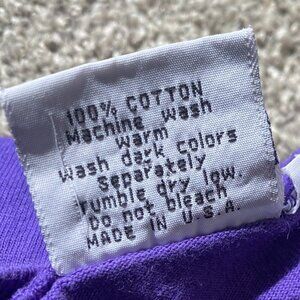 100% COTTON
Machine Wash
Warm
Wash dark colors
Separately
Tumble dry low.
Do not bleach.
MADE IN U.S.A.